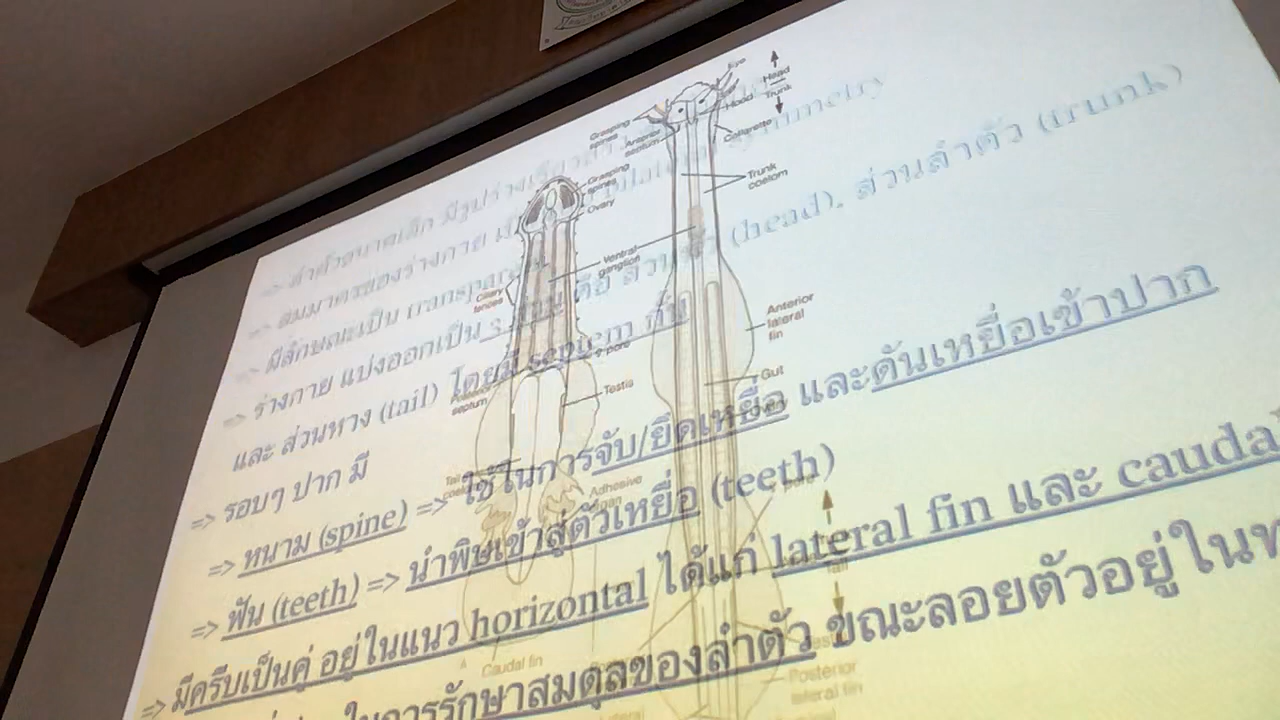 => ลำตัวขนาดเล็ก มีรูปร่าง
=> สมมาตรของร่างกาย เป็นแบบ bilateral symmetry
=> มีลักษณะเป็น transparent
=> ร่างกาย แบ่งออกเป็น 3 ส่วน คือ ส่วนหัว (head), ส่วนลำตัว (trunk)
และ ส่วนหาง (tail) โดยมี septem กั้น
=> รอบๆ ปาก มี
=> หนาม (spine) => ใช้ในการจับ/ยึดเหยื่อ และดันเหยื่อเข้าปาก
=> ฟัน (teeth) => นำพิษเข้าสู่ตัวเหยื่อ (teeth)
=> มีครีบเป็นคู่ อยู่ในแนว horizontal ได้แก่ lateral fin และ caudal
ในการรักษาสมดุลของลำตัว ขณะลอยตัวอยู่ในท
Eye
Head
Trunk
Hood
Collarette
Grasping spines
Anterior septum
Trunk coelom
Grasping spines
Ovary
Ventral ganglion
Ciliary fences
Anterior lateral fin
Gut
Testis
Adhesive
Tail
Caudal fin
Posterior lateral fin